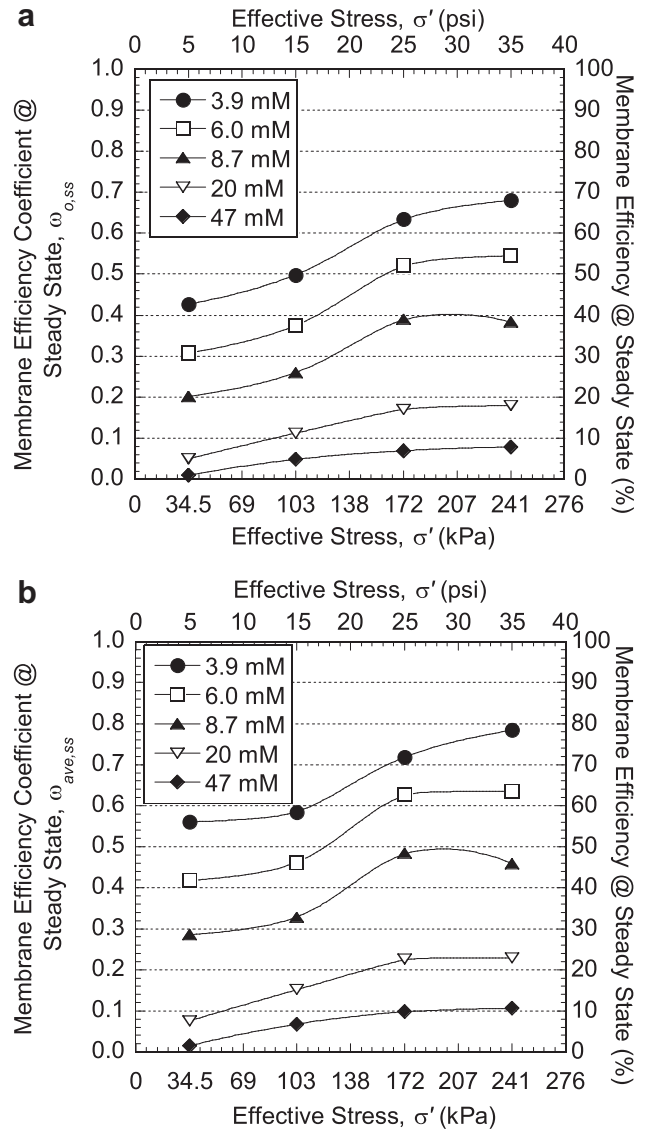 a
Effective Stress, σ′ (psi)
0 5 10 15 20 25 30 35 40
Membrane Efficiency Coefficient @
Steady State, ω o,ss
1.0
0.9
0.8
0.7
0.6
0.5
0.4
0.3
0.2
0.1
0.0
3.9 mM
6.0 mM
8.7 mM
20 mM
47 mM
100
90
80
70
60
50
40
30
20
10
0
Membrane Efficiency @ Steady State (%)
0 34.5 69 103 138 172 207 241 276
Effective Stress, σ′ (kPa)
b
Effective Stress, σ′ (psi)
0 5 10 15 20 25 30 35 40
Membrane Efficiency Coefficient @
Steady State, ω ave,ss
1.0
0.9
0.8
0.7
0.6
0.5
0.4
0.3
0.2
0.1
0.0
3.9 mM
6.0 mM
8.7 mM
20 mM
47 mM
100
90
80
70
60
50
40
30
20
10
0
Membrane Efficiency @ Steady State (%)
0 34.5 69 103 138 172 207 241 276
Effective Stress, σ′ (kPa)